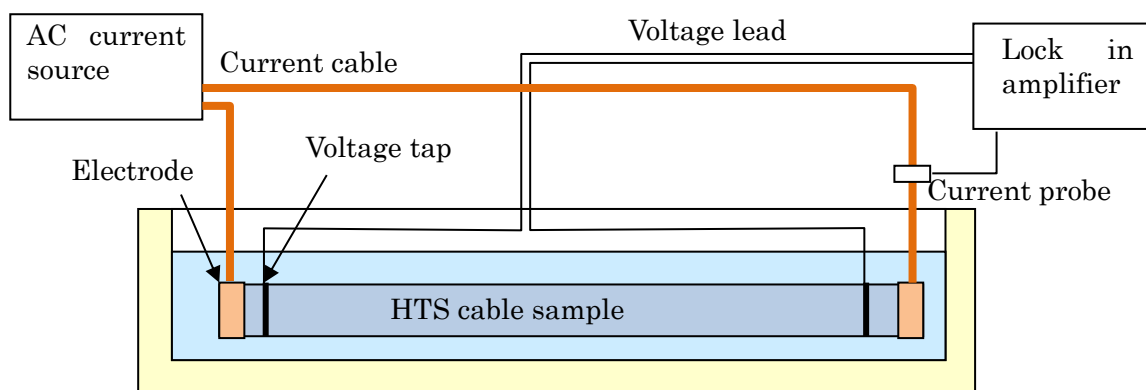 AC current
source
Voltage lead
Lock in
amplifier
Current cable
Voltage tap
Electrode
Current probe
HTS cable sample